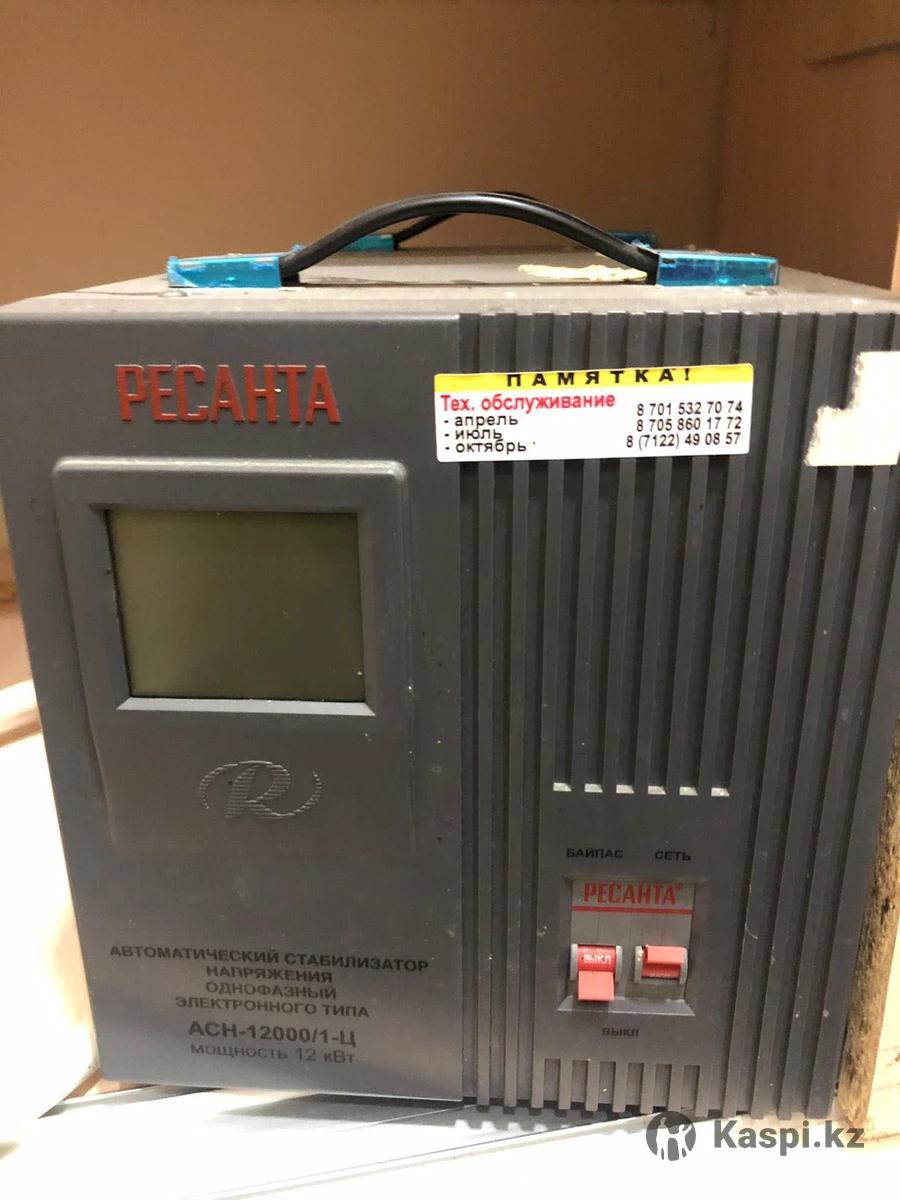 РЕСАНТА
ПАМЯТКА!
Тех. обслуживание
- апрель
- июль
- октябрь
8 701 532 70 74
8 705 860 17 72
8 (7122) 49 08 57
R
БАЙПАС СЕТЬ
РЕСАНТА®
ВЫКЛ
ВЫКЛ
АВТОМАТИЧЕСКИЙ СТАБИЛИЗАТОР
НАПРЯЖЕНИЯ
ОДНОФАЗНЫЙ
ЭЛЕКТРОННОГО ТИПА
АСН-12000/1-Ц
МОЩНОСТЬ 12 кВт
Kaspi.kz